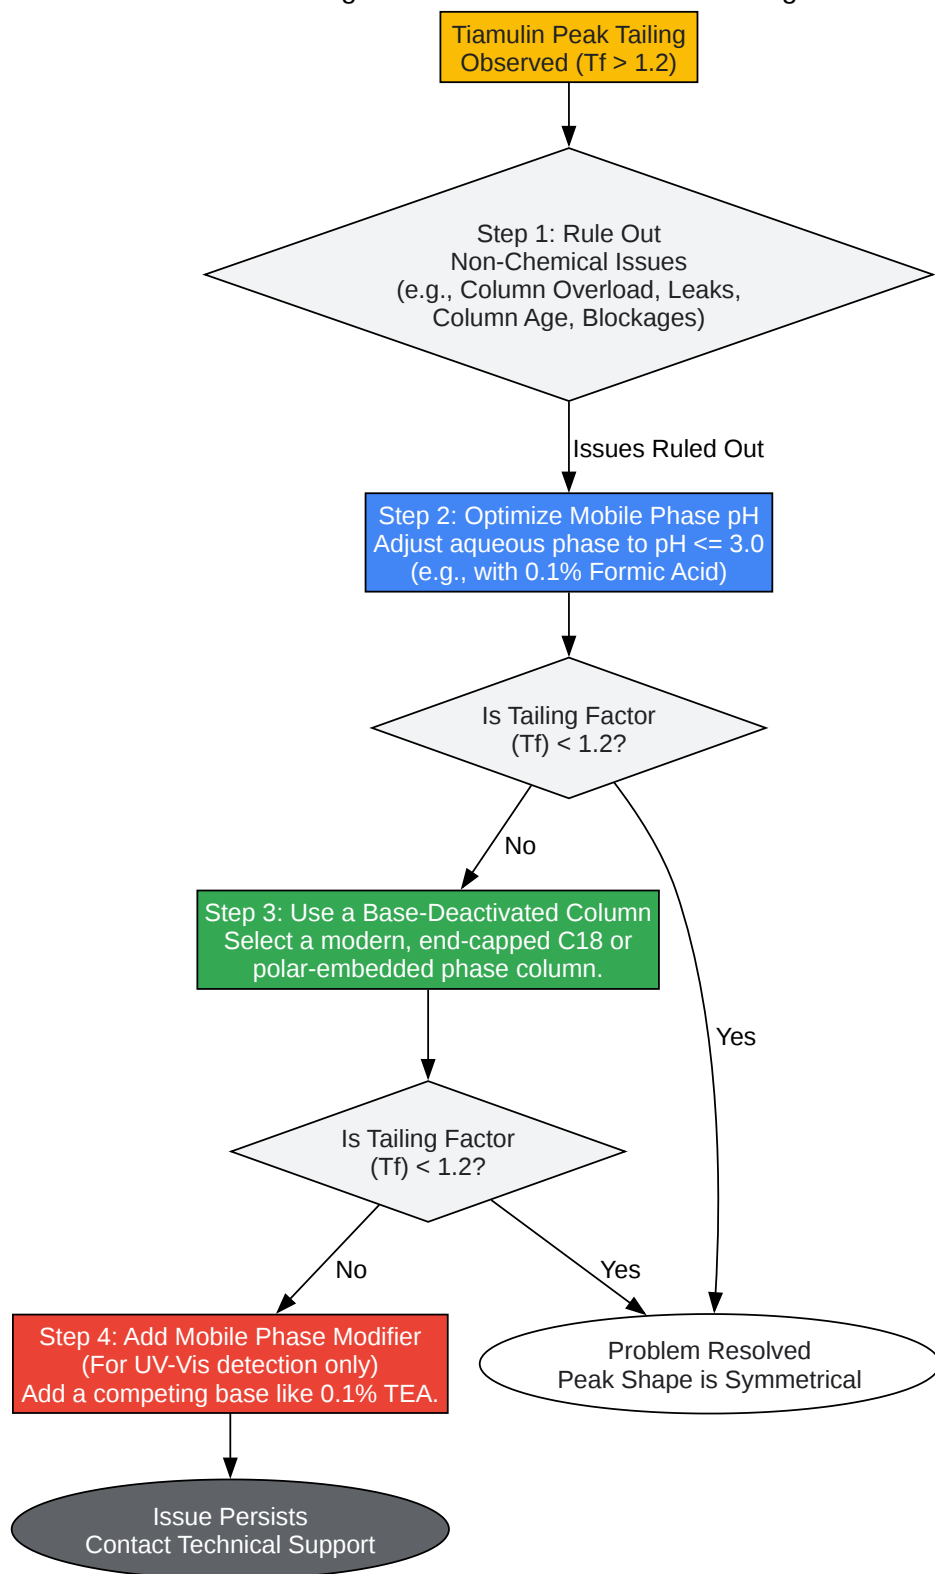 Tiamulin Peak Tailing
Observed (Tf > 1.2)
Step 1: Rule Out
Non-Chemical Issues
(e.g., Column Overload, Leaks,
Column Age, Blockages)
Issues Ruled Out
Step 2: Optimize Mobile Phase pH
Adjust aqueous phase to pH <= 3.0
(e.g., with 0.1% Formic Acid)
Is Tailing Factor
(Tf) < 1.2?
No
Step 3: Use a Base-Deactivated Column
Select a modern, end-capped C18 or
polar-embedded phase column.
Yes
Is Tailing Factor
(Tf) < 1.2?
No
Yes
Step 4: Add Mobile Phase Modifier
(For UV-Vis detection only)
Add a competing base like 0.1% TEA.
Problem Resolved
Peak Shape is Symmetrical
Issue Persists
Contact Technical Support